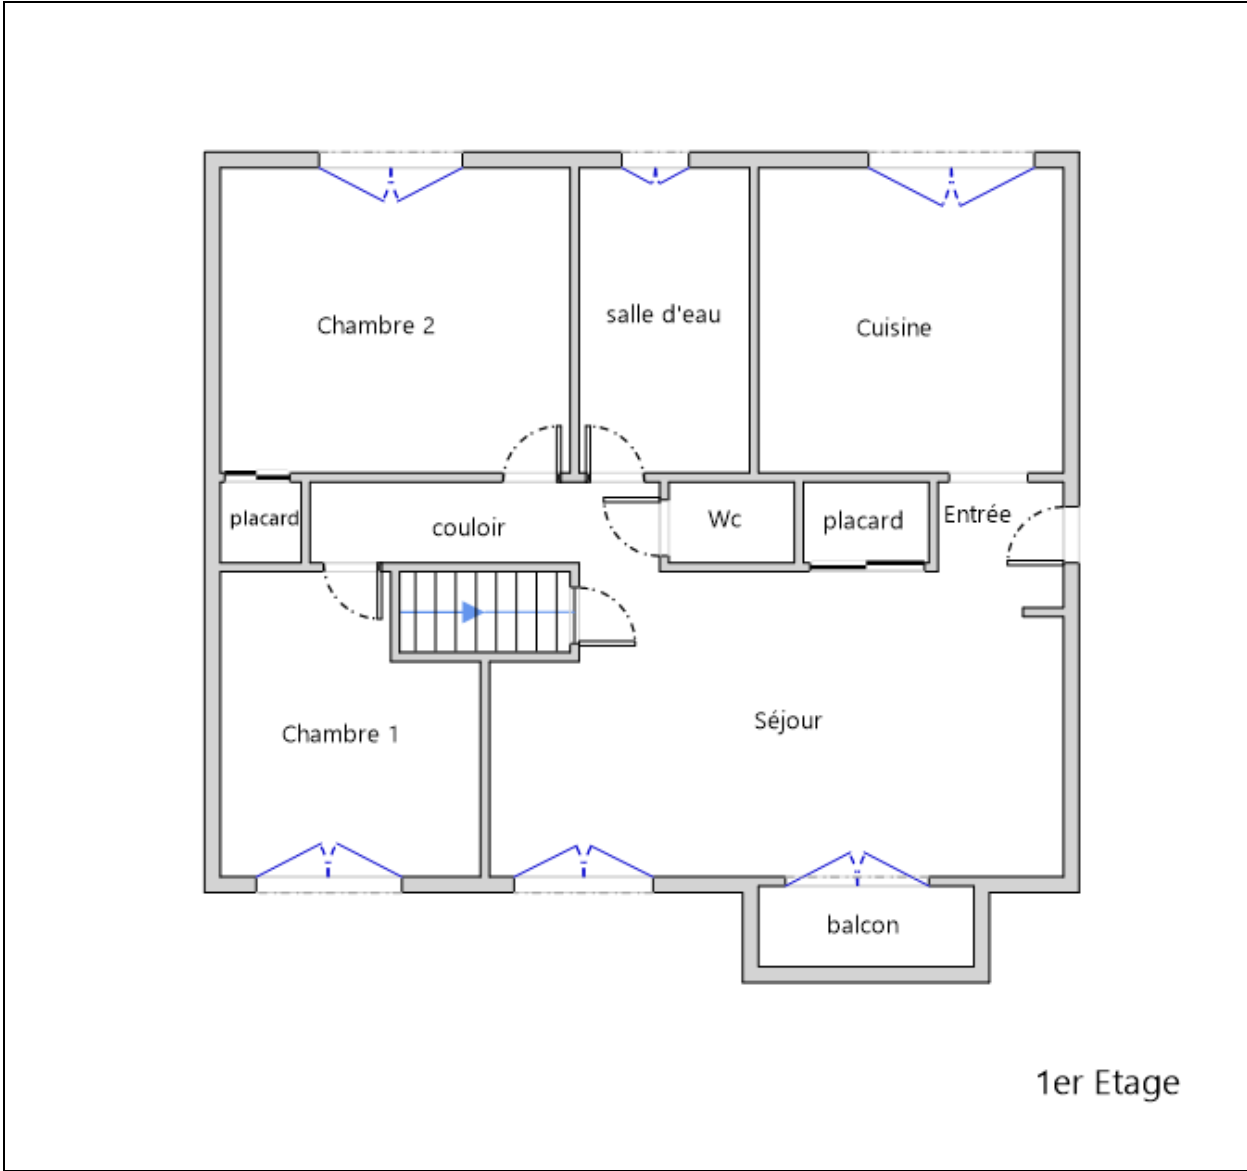 Chambre 2
salle d'eau
Cuisine
placard
couloir
Wc
placard
Entrée
Chambre 1
Séjour
balcon
1er Etage